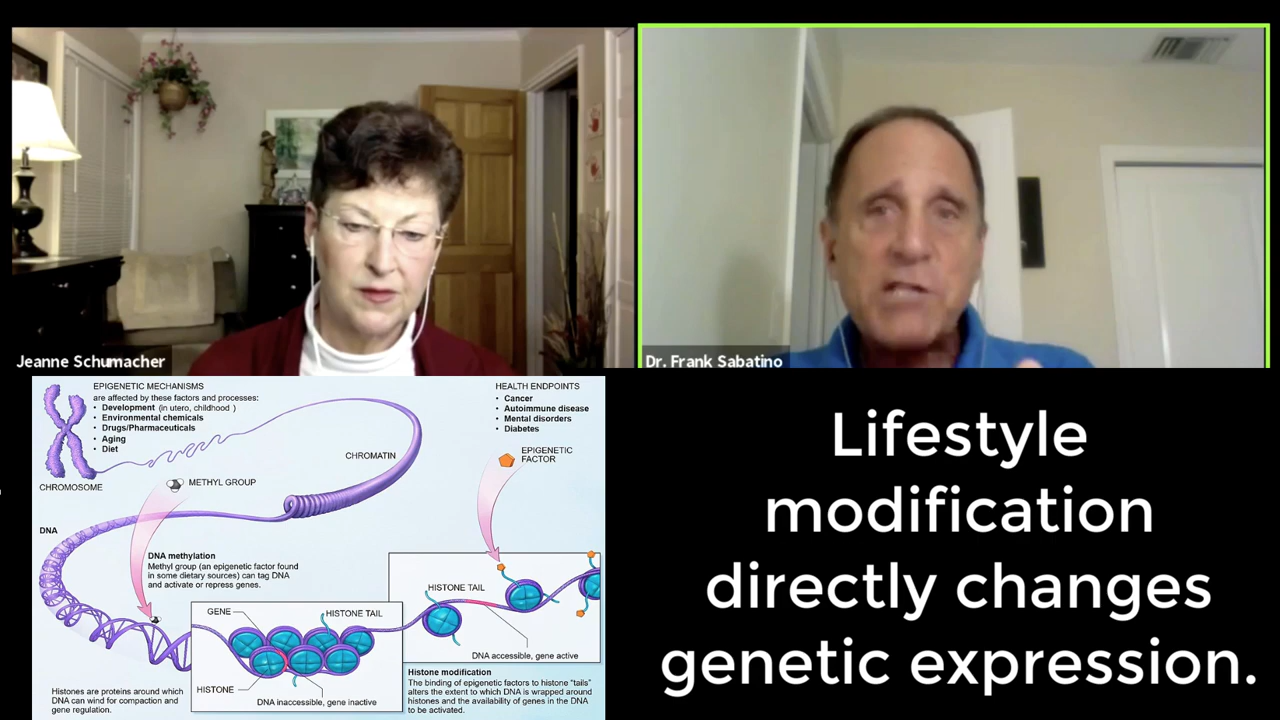 Jeanne Schumacher
Dr. Frank Sabatino
EPIGENETIC MECHANISMS
are affected by these factors and processes:
• Development (in utero, childhood )
• Environmental chemicals
• Drugs/Pharmaceuticals
• Aging
• Diet
HEALTH ENDPOINTS
• Cancer
• Autoimmune disease
• Mental disorders
• Diabetes
EPIGENETIC
FACTOR
CHROMATIN
CHROMOSOME
METHYL GROUP
DNA
DNA methylation
Methyl group (an epigenetic factor found
in some dietary sources) can tag DNA
and activate or repress genes.
HISTONE TAIL
GENE
HISTONE TAIL
DNA accessible, gene active
HISTONE
DNA inaccessible, gene inactive
Histones are proteins around which
DNA can wind for compaction and
gene regulation.
Histone modification
The binding of epigenetic factors to histone “tails”
alters the extent to which DNA is wrapped around
histones and the availability of genes in the DNA
to be activated.
Lifestyle
modification
directly changes
genetic expression.